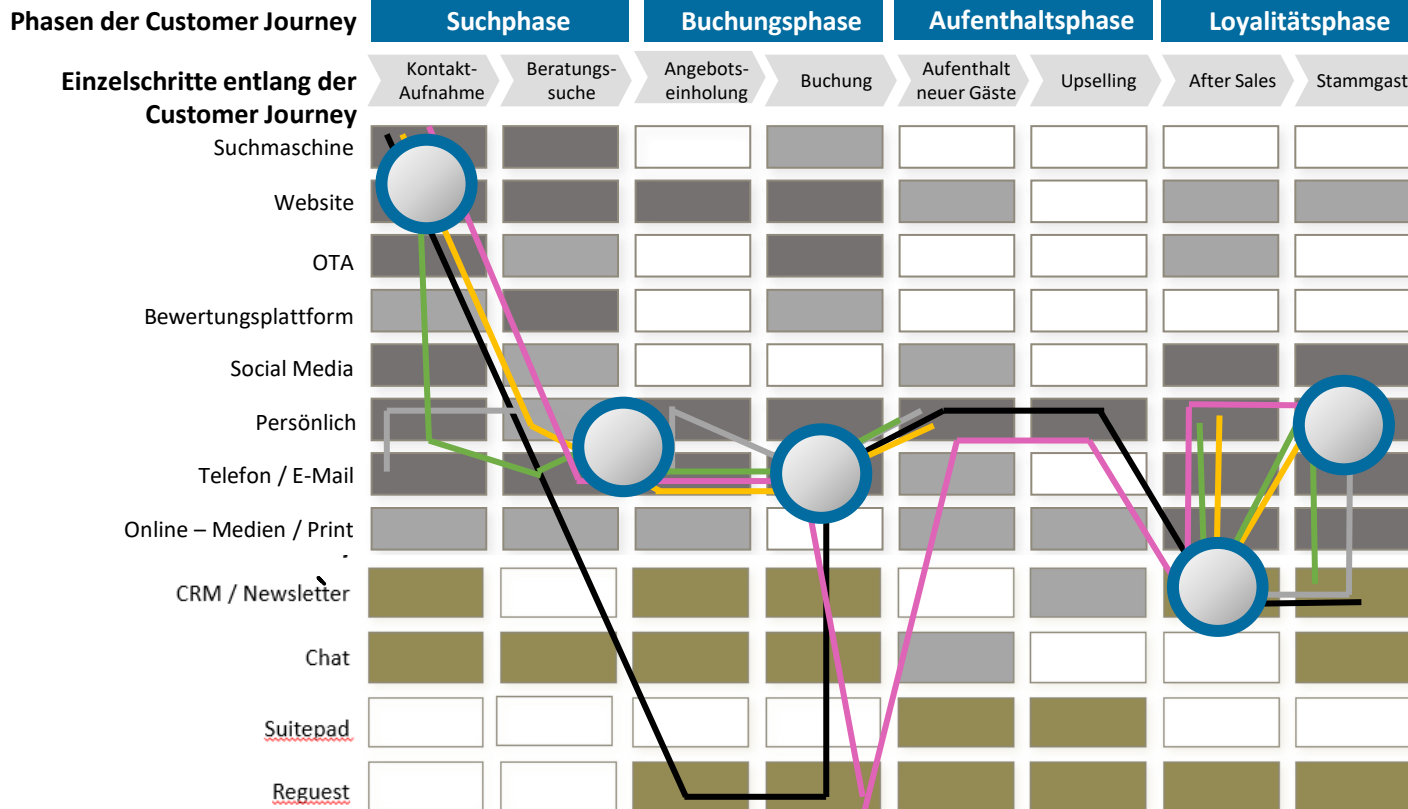 Phasen der Customer Journey
Suchphase
Buchungsphase
Aufenthaltsphase
Loyalitätsphase
Einzelschritte entlang der
Customer Journey
Kontakt-
Aufnahme
Beratungs-
suche
Angebots-
einholung
Buchung
Aufenthalt
neuer Gäste
Upselling
After Sales
Stammgast
Suchmaschine
Website
OTA
Bewertungsplattform
Social Media
Persönlich
Telefon / E-Mail
Online – Medien / Print
CRM / Newsletter
Chat
Suitepad
Reguest